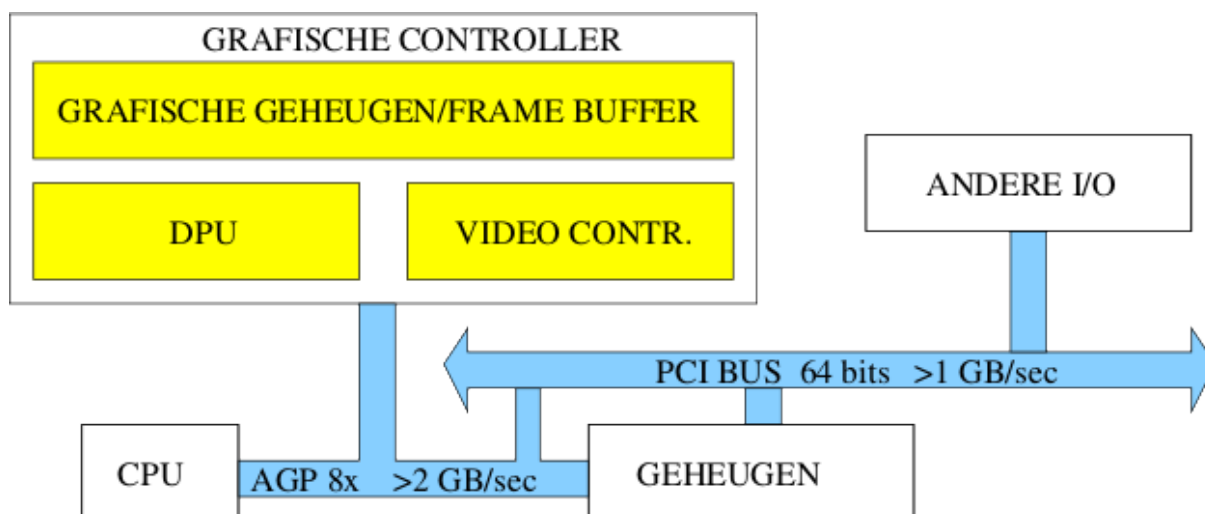 GRAFISCHE CONTROLLER
GRAFISCHE GEHEUGEN/FRAME BUFFER
DPU
VIDEO CONTR.
ANDERE I/O
PCI BUS 64 bits >1 GB/sec
CPU
AGP 8x >2 GB/sec
GEHEUGEN